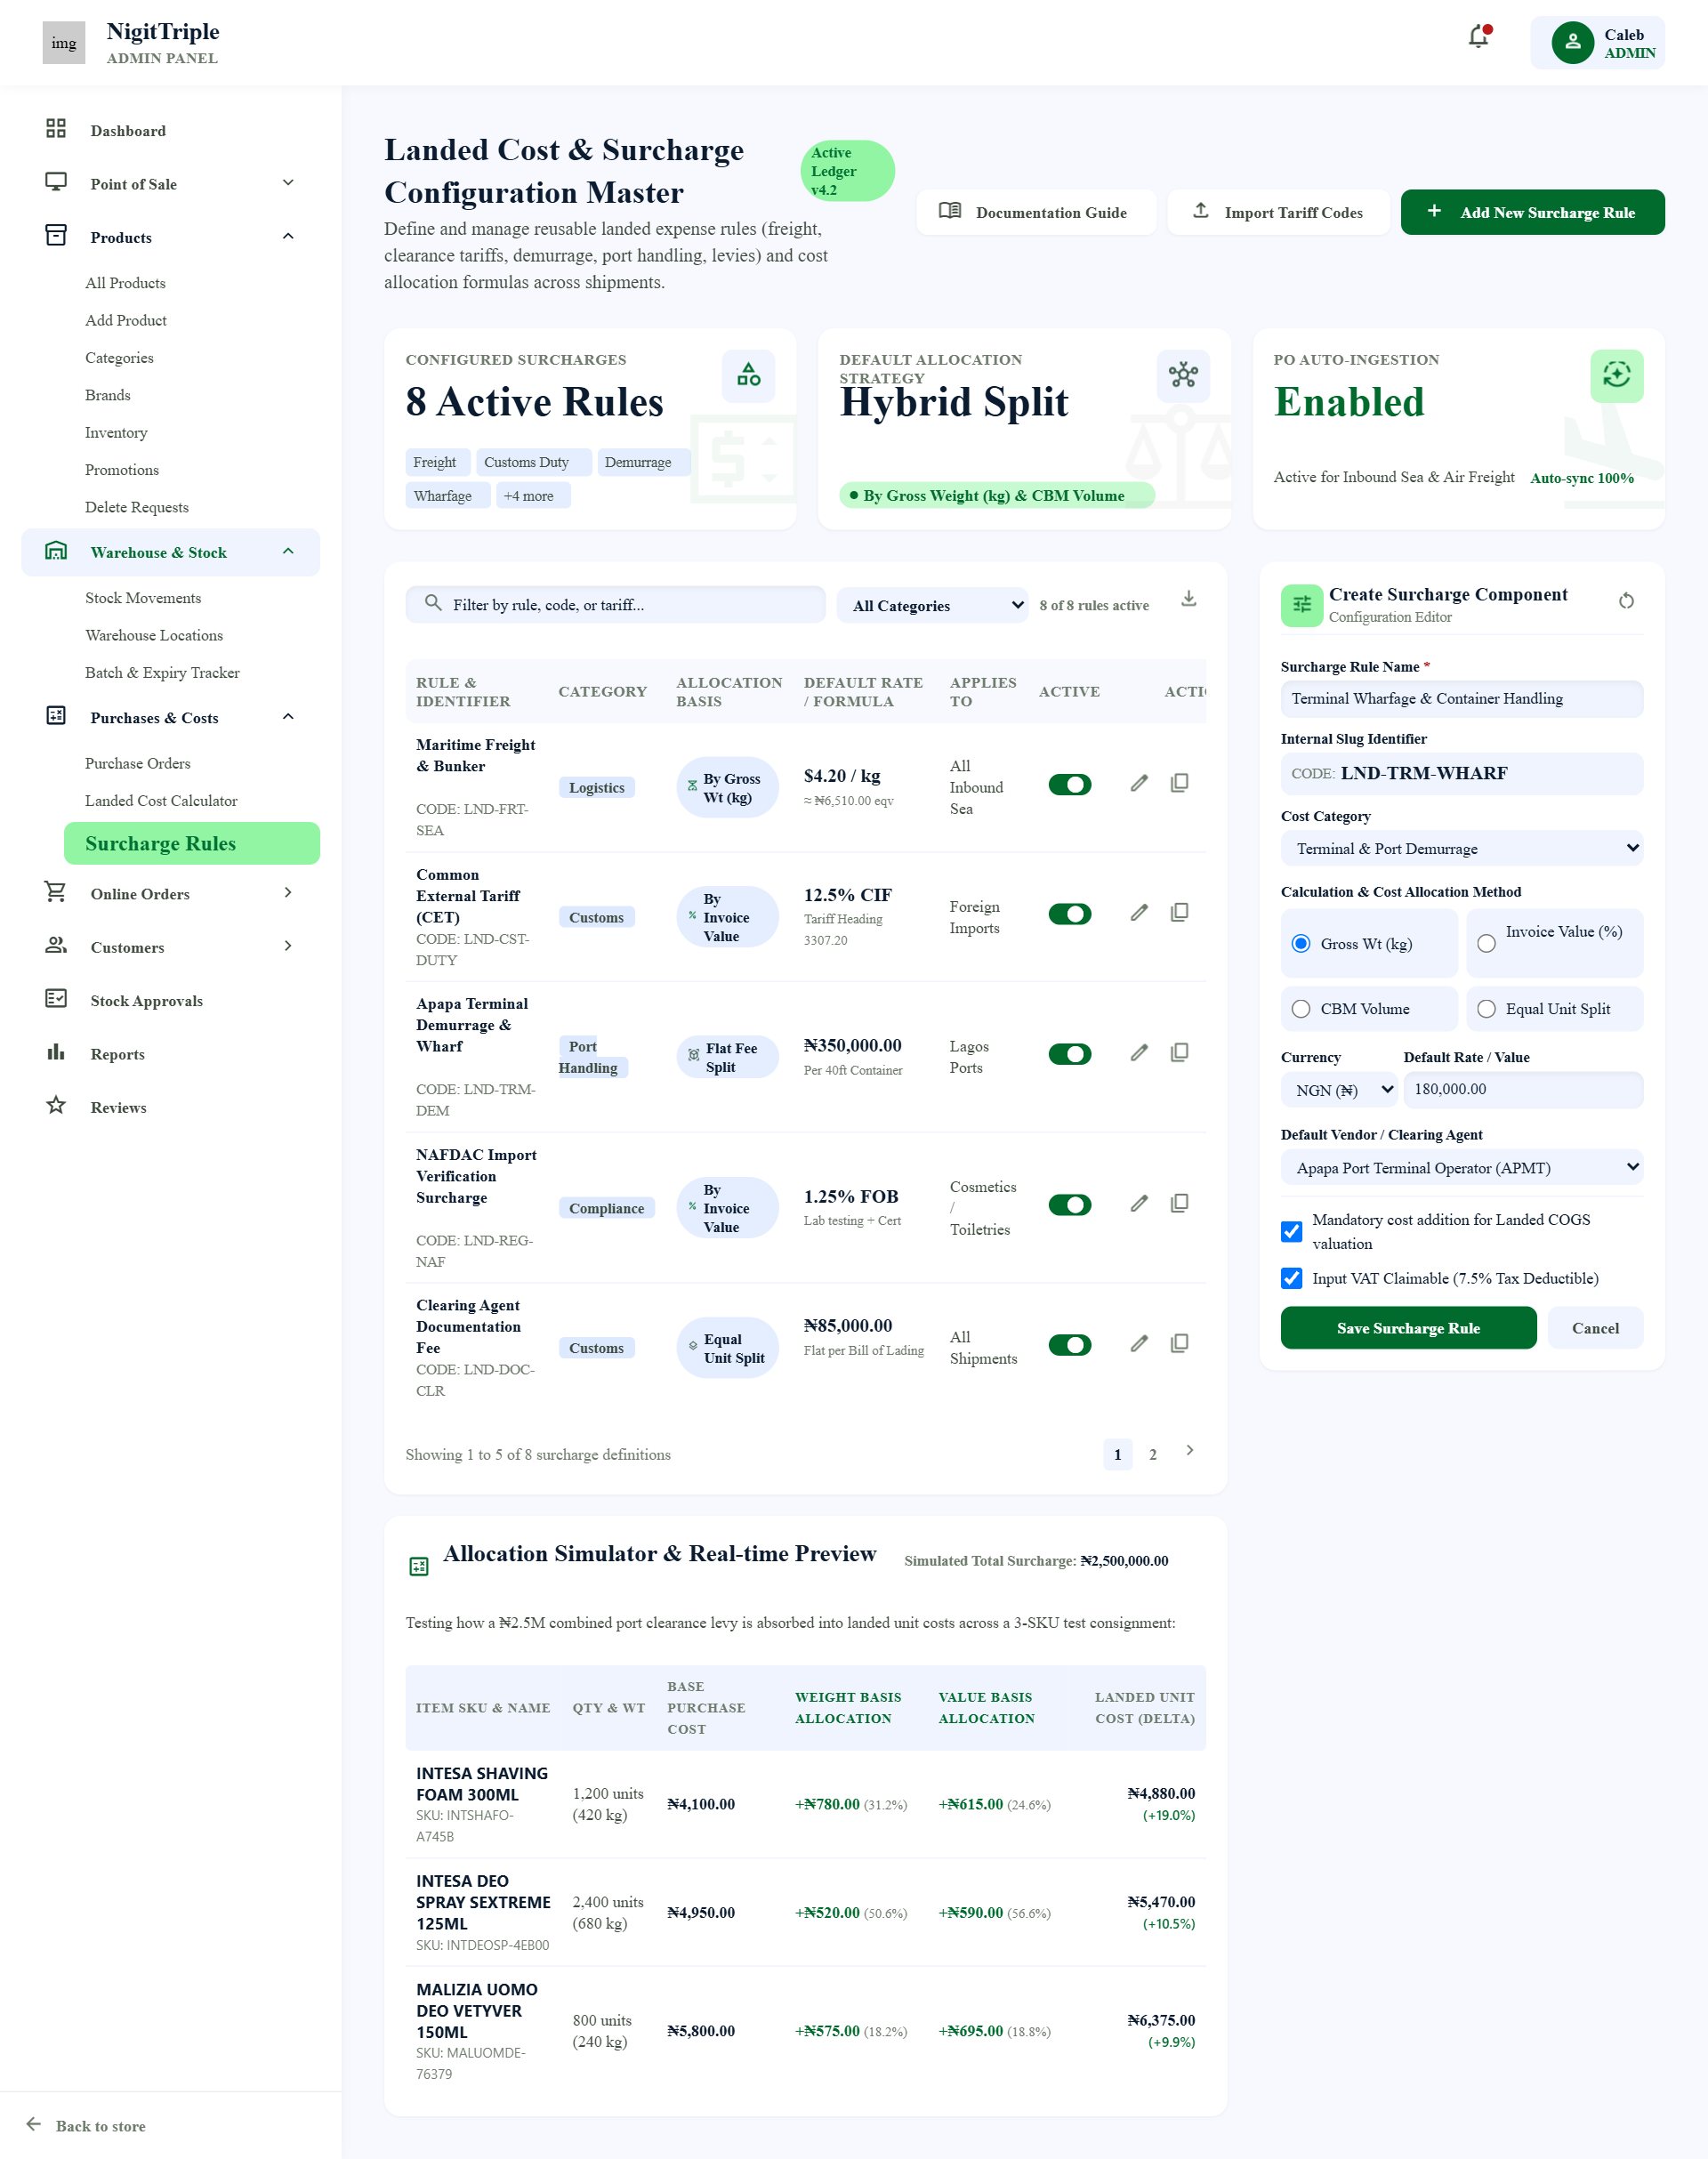 img
NigitTriple
ADMIN PANEL
Caleb
ADMIN
Dashboard
Point of Sale
Products
All Products
Add Product
Categories
Brands
Inventory
Promotions
Delete Requests
Warehouse & Stock
Stock Movements
Warehouse Locations
Batch & Expiry Tracker
Purchases & Costs
Purchase Orders
Landed Cost Calculator
Surcharge Rules
Online Orders
Customers
Stock Approvals
Reports
Reviews
Back to store
Landed Cost & Surcharge
Configuration Master
Active
Ledger
v4.2
Define and manage reusable landed expense rules (freight,
clearance tariffs, demurrage, port handling, levies) and cost
allocation formulas across shipments.
Documentation Guide
Import Tariff Codes
Add New Surcharge Rule
CONFIGURED SURCHARGES
8 Active Rules
Freight
Customs Duty
Demurrage
Wharfage
+4 more
DEFAULT ALLOCATION
STRATEGY
Hybrid Split
By Gross Weight (kg) & CBM Volume
PO AUTO-INGESTION
Enabled
Active for Inbound Sea & Air Freight
Auto-sync 100%
Filter by rule, code, or tariff...
All Categories
8 of 8 rules active
RULE &
IDENTIFIER
CATEGORY
ALLOCATION
BASIS
DEFAULT RATE
/ FORMULA
APPLIES
TO
ACTIVE
ACTI
Maritime Freight
& Bunker
CODE: LND-FRT-
SEA
Logistics
By Gross
Wt (kg)
$4.20 / kg
≈ ₦6,510.00 eqv
All
Inbound
Sea
Common
External Tariff
(CET)
CODE: LND-CST-
DUTY
Customs
By
Invoice
Value
12.5% CIF
Tariff Heading
3307.20
Foreign
Imports
Apapa Terminal
Demurrage &
Wharf
CODE: LND-TRM-
DEM
Port
Handling
Flat Fee
Split
₦350,000.00
Per 40ft Container
Lagos
Ports
NAFDAC Import
Verification
Surcharge
CODE: LND-REG-
NAF
Compliance
By
Invoice
Value
1.25% FOB
Lab testing + Cert
Cosmetics
/
Toiletries
Clearing Agent
Documentation
Fee
CODE: LND-DOC-
CLR
Customs
Equal
Unit Split
₦85,000.00
Flat per Bill of Lading
All
Shipments
Showing 1 to 5 of 8 surcharge definitions
1
2
Create Surcharge Component
Configuration Editor
Surcharge Rule Name *
Terminal Wharfage & Container Handling
Internal Slug Identifier
CODE: LND-TRM-WHARF
Cost Category
Terminal & Port Demurrage
Calculation & Cost Allocation Method
Gross Wt (kg)
Invoice Value (%)
CBM Volume
Equal Unit Split
Currency
Default Rate / Value
NGN (₦)
180,000.00
Default Vendor / Clearing Agent
Apapa Port Terminal Operator (APMT)
Mandatory cost addition for Landed COGS
valuation
Input VAT Claimable (7.5% Tax Deductible)
Save Surcharge Rule
Cancel
Allocation Simulator & Real-time Preview
Simulated Total Surcharge: ₦2,500,000.00
Testing how a ₦2.5M combined port clearance levy is absorbed into landed unit costs across a 3-SKU test consignment:
ITEM SKU & NAME
QTY & WT
BASE
PURCHASE
COST
WEIGHT BASIS
ALLOCATION
VALUE BASIS
ALLOCATION
LANDED UNIT
COST (DELTA)
INTESA SHAVING
FOAM 300ML
SKU: INTSHAFO-
A745B
1,200 units
(420 kg)
₦4,100.00
+₦780.00 (31.2%)
+₦615.00 (24.6%)
₦4,880.00
(+19.0%)
INTESA DEO
SPRAY SEXTREME
125ML
SKU: INTDEOSP-4EB00
2,400 units
(680 kg)
₦4,950.00
+₦520.00 (50.6%)
+₦590.00 (56.6%)
₦5,470.00
(+10.5%)
MALIZIA UOMO
DEO VETYVER
150ML
SKU: MALUOMDE-
76379
800 units
(240 kg)
₦5,800.00
+₦575.00 (18.2%)
+₦695.00 (18.8%)
₦6,375.00
(+9.9%)